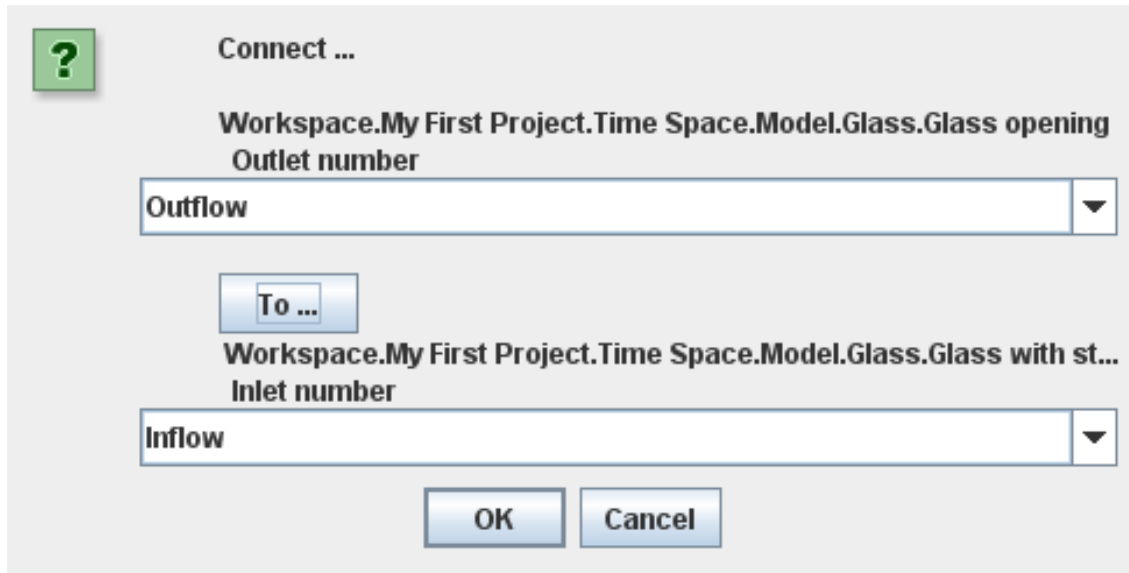 ?
Connect ...
Workspace.My First Project.Time Space.Model.Glass.Glass opening
Outlet number
Outflow
To ...
Workspace.My First Project.Time Space.Model.Glass.Glass with st...
Inlet number
Inflow
OK Cancel